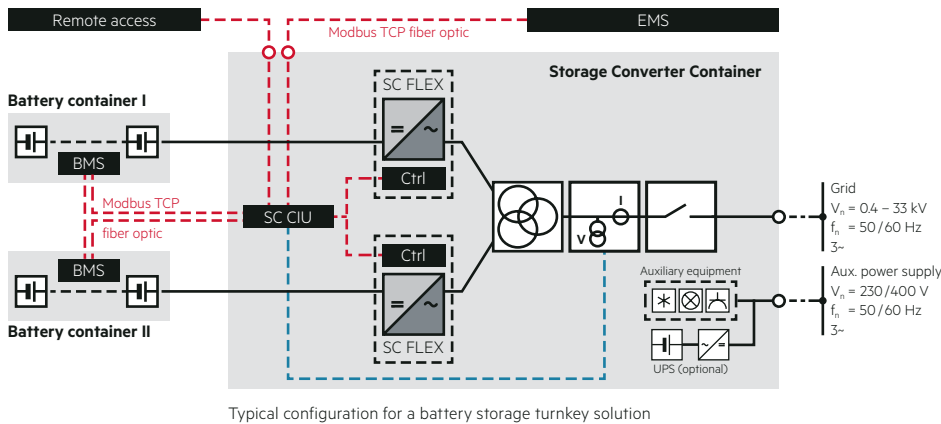 Remote access
EMS
Modbus TCP fiber optic
Storage Converter Container
SC FLEX
Battery container I
BMS
Ctrl
Modbus TCP
fiber optic
SC CIU
BMS
Ctrl
SC FLEX
Battery container II
I
V
Grid
Vn = 0.4 – 33 kV
fn = 50/60 Hz
3~
Auxiliary equipment
UPS (optional)
Aux. power supply
Vn = 230/400 V
fn = 50/60 Hz
3~
Typical configuration for a battery storage turnkey solution